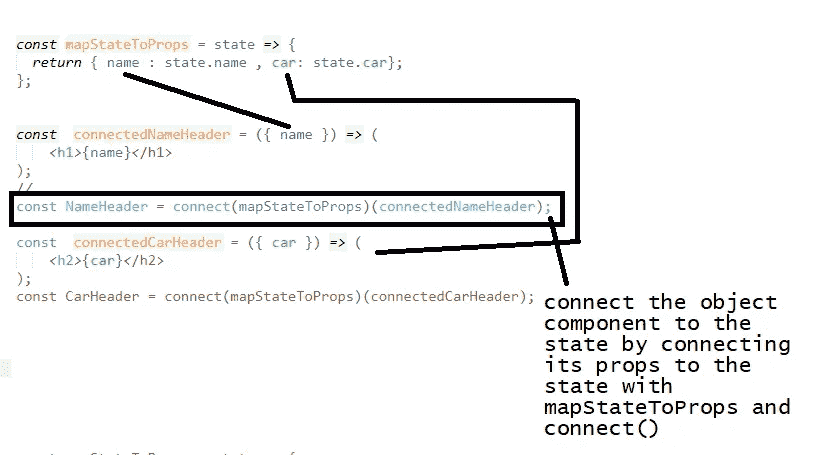 const mapStateToProps = state => {
return { name : state.name , car: state.car};
};
const connectedNameHeader = ({ name }) => (
<h1>{name}</h1>
);
//
const NameHeader = connect(mapStateToProps)(connectedNameHeader);
const connectedCarHeader = ({ car }) => (
<h2>{car}</h2>
);
const CarHeader = connect(mapStateToProps)(connectedCarHeader);
connect the object
component to the
state by connecting
its props to the
state with
mapStateToProps and
connect()